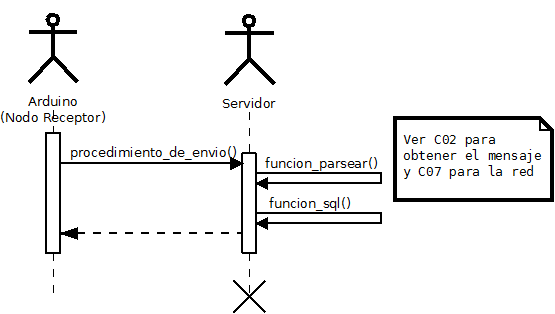 Arduino
(Nodo Receptor)
Servidor
procedimiento_de_envio()
funcion_parsear()
funcion_sql()
Ver C02 para
obtener el mensaje
y C07 para la red